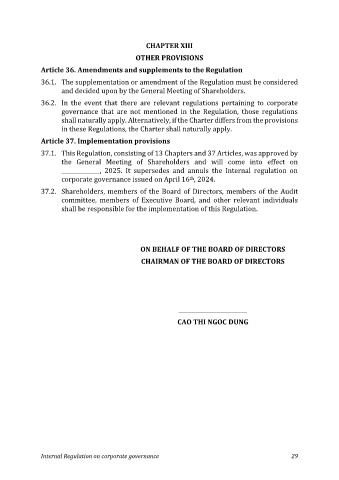 CHAPTER XIII
OTHER PROVISIONS
Article 36. Amendments and supplements to the Regulation
36.1. The supplementation or amendment of the Regulation must be considered
and decided upon by the General Meeting of Shareholders.
36.2. In the event that there are relevant regulations pertaining to corporate
governance that are not mentioned in the Regulation, those regulations
shall naturally apply. Alternatively, if the Charter differs from the provisions
in these Regulations, the Charter shall naturally apply.
Article 37. Implementation provisions
37.1. This Regulation, consisting of 13 Chapters and 37 Articles, was approved by
the General Meeting of Shareholders and will come into effect on
____________, 2025. It supersedes and annuls the Internal regulation on
corporate governance issued on April 16th, 2024.
37.2. Shareholders, members of the Board of Directors, members of the Audit
committee, members of Executive Board, and other relevant individuals
shall be responsible for the implementation of this Regulation.
ON BEHALF OF THE BOARD OF DIRECTORS
CHAIRMAN OF THE BOARD OF DIRECTORS
______________________
CAO THI NGOC DUNG
Internal Regulation on corporate governance 29